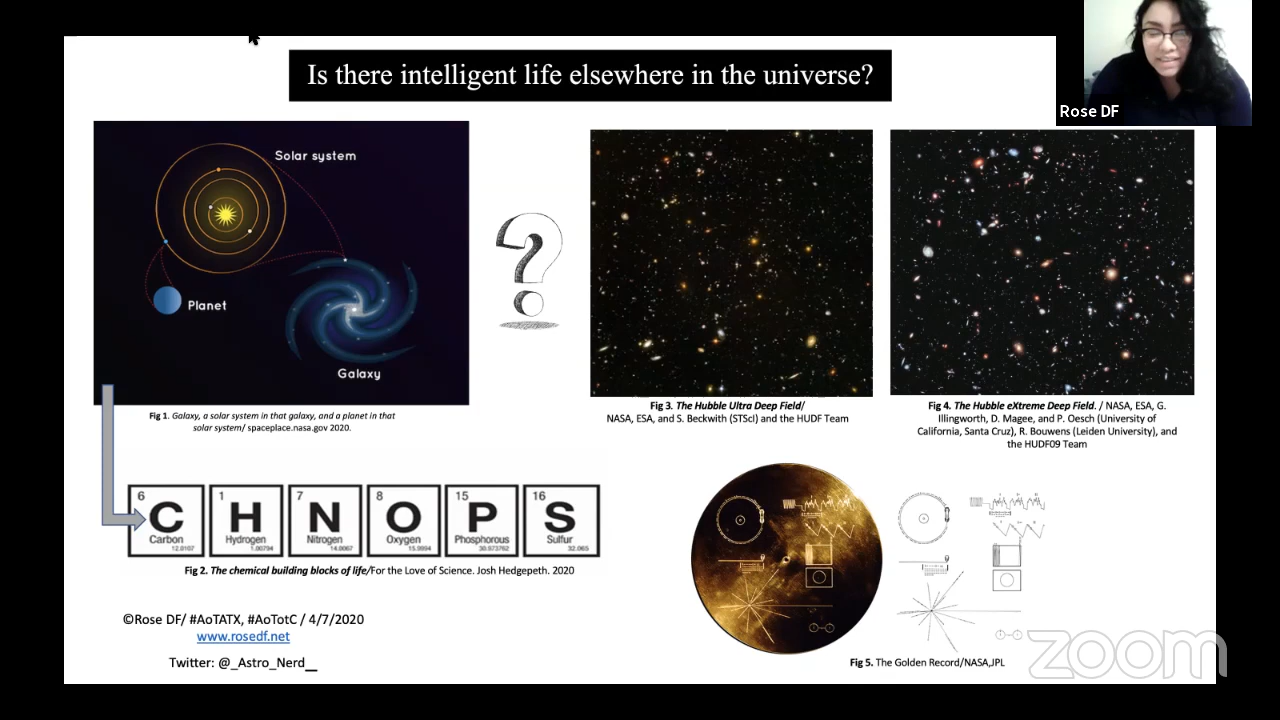 Is there intelligent life elsewhere in the universe?
Rose DF
Solar system
Planet
Galaxy
Fig 1. Galaxy, a solar system in that galaxy, and a planet in that
solar system/ spaceplace.nasa.gov 2020.
Fig 3. The Hubble Ultra Deep Field/
NASA, ESA, and S. Beckwith (STScI) and the HUDF Team
Fig 4. The Hubble eXtreme Deep Field. / NASA, ESA, G.
Illingworth, D. Magee, and P. Oesch (University of
California, Santa Cruz), R. Bouwens (Leiden University), and
the HUDF09 Team
6 1 7 8 15 16
C H N O P S
Carbon Hydrogen Nitrogen Oxygen Phosphorous Sulfur
12.0107 1.00794 14.0067 15.9994 30.973762 32.065
Fig 2. The chemical building blocks of life/For the Love of Science. Josh Hedgepeth. 2020
©Rose DF/ #AoTATX, #AoTotC / 4/7/2020
www.rosedf.net
Twitter: @_Astro_Nerd__
Fig 5. The Golden Record/NASA,JPL
zoom